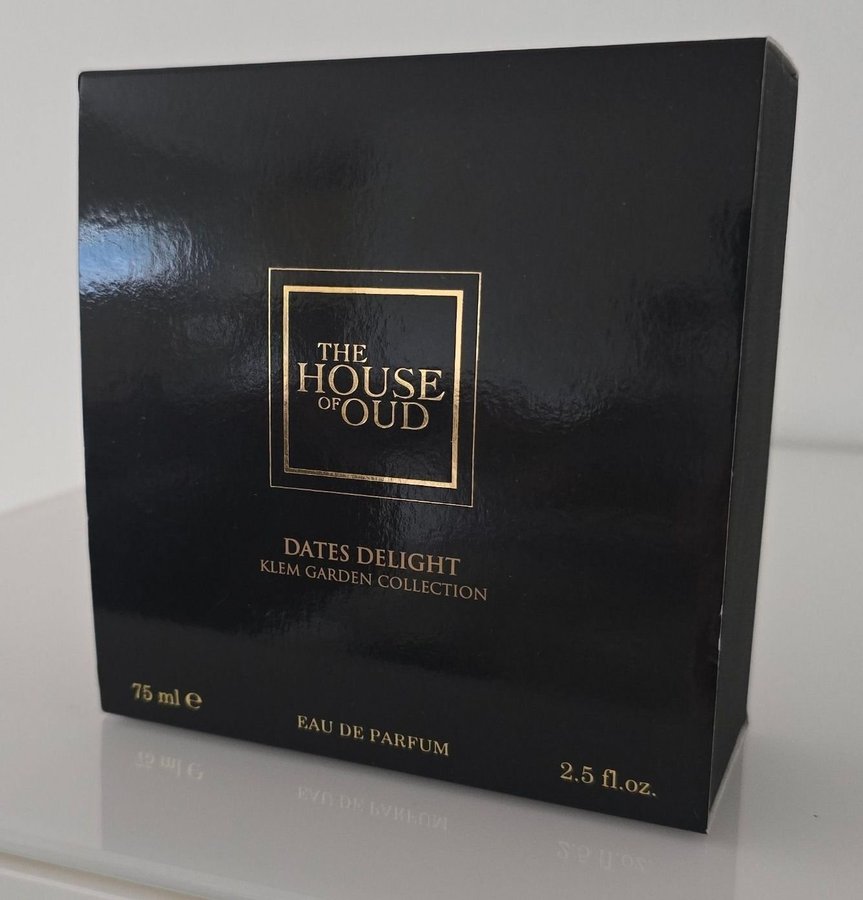 THE
HOUSE
OF OUD
DATES DELIGHT
KLEM GARDEN COLLECTION
75 ml ℮
EAU DE PARFUM
2.5 fl.oz.